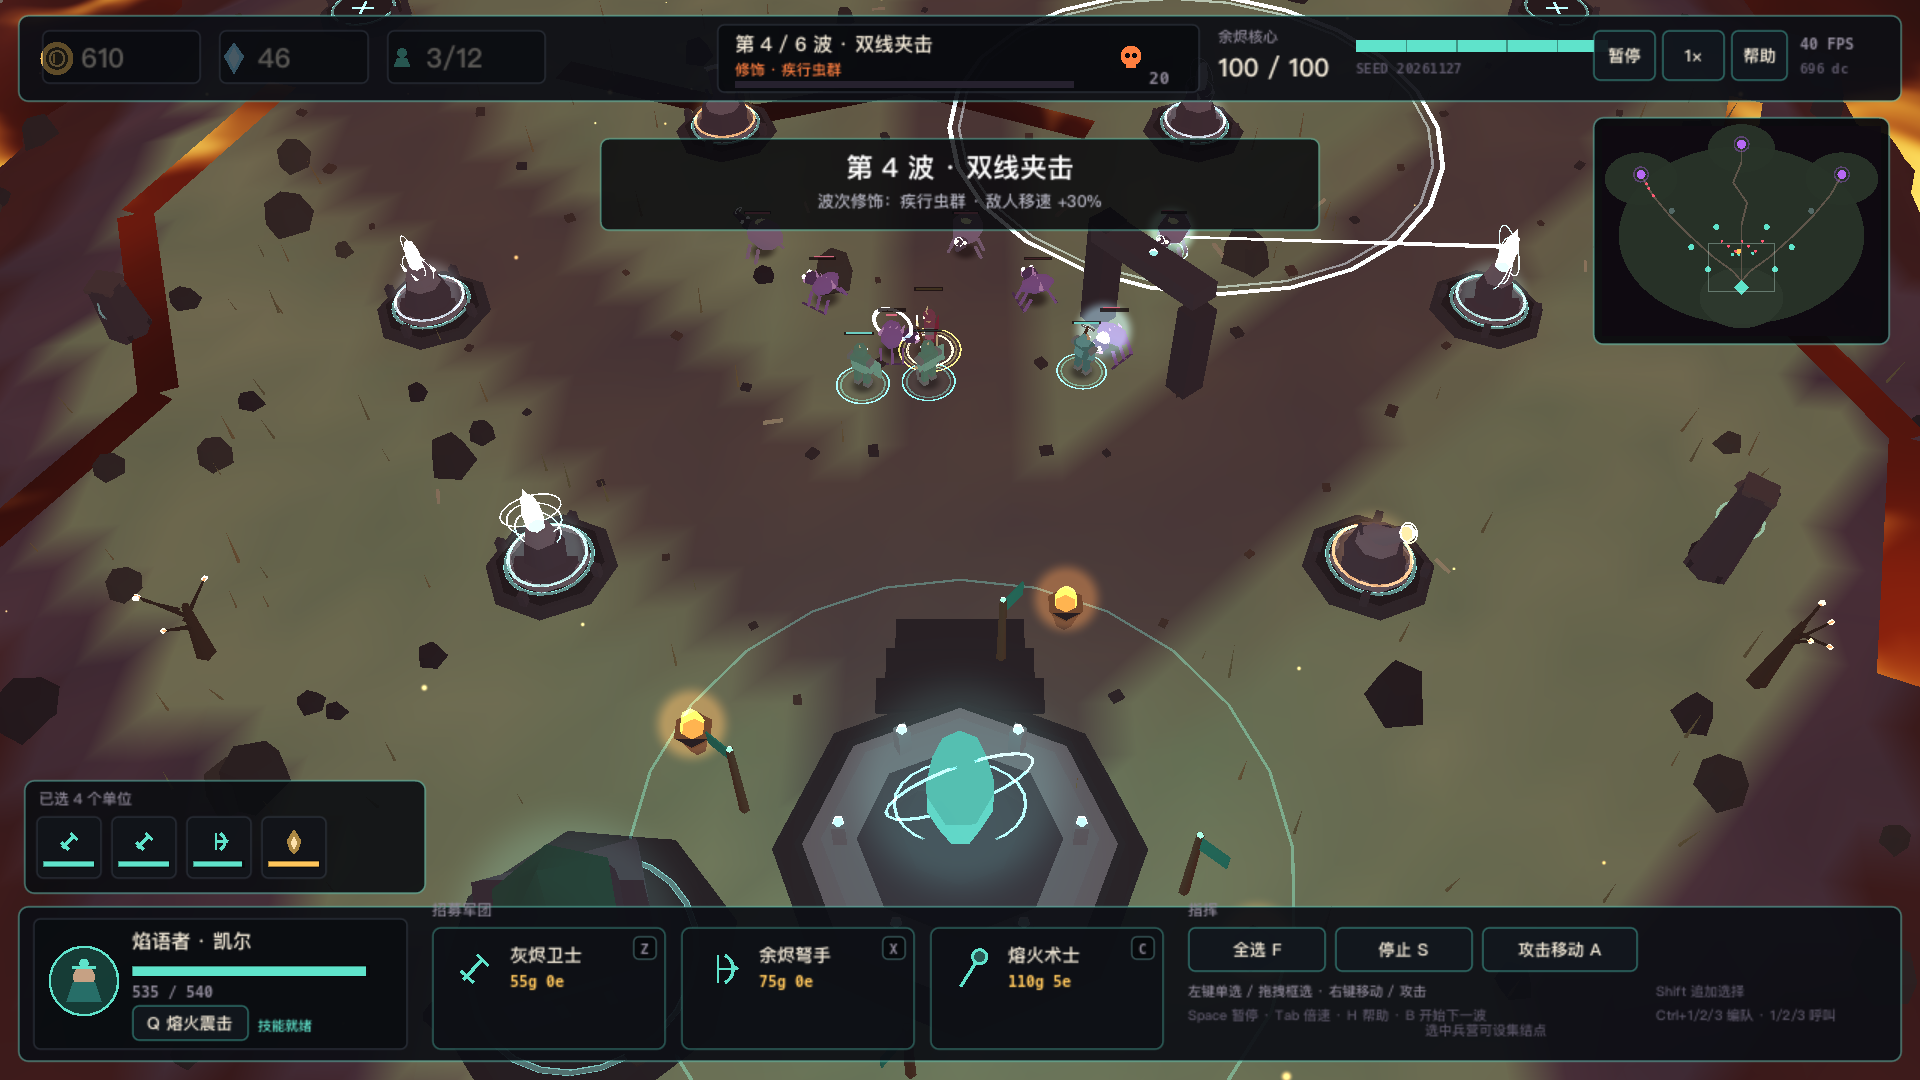 610
46
3/12
第 4 / 6 波 · 双线夹击
修饰 · 疾行虫群
20
余烬核心
100 / 100
SEED 20261127
暂停
1×
帮助
40 FPS
696 dc
第 4 波 · 双线夹击
波次修饰: 疾行虫群 · 敌人移速 +30%
已选 4 个单位
焰语者 · 凯尔
535 / 540
Q 熔火震击
技能就绪
招募军团
灰烬卫士
Z
55g 0e
余烬弩手
X
75g 0e
熔火术士
C
110g 5e
指挥
全选 F
停止 S
攻击移动 A
左键单选 / 拖拽框选 · 右键移动 / 攻击
Shift 追加选择
Space 暂停 · Tab 倍速 · H 帮助 · B 开始下一波
Ctrl+1/2/3 编队 · 1/2/3 呼叫
选中兵营可设集结点